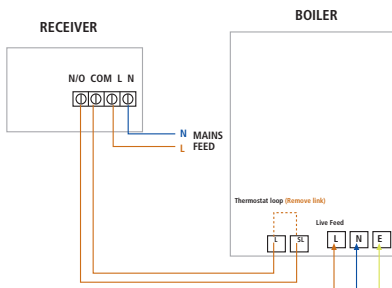 BOILER
RECEIVER
N/O COM L N
N MAINS
L FEED
Thermostat loop (Remove link)
Live Feed
L SL L N E